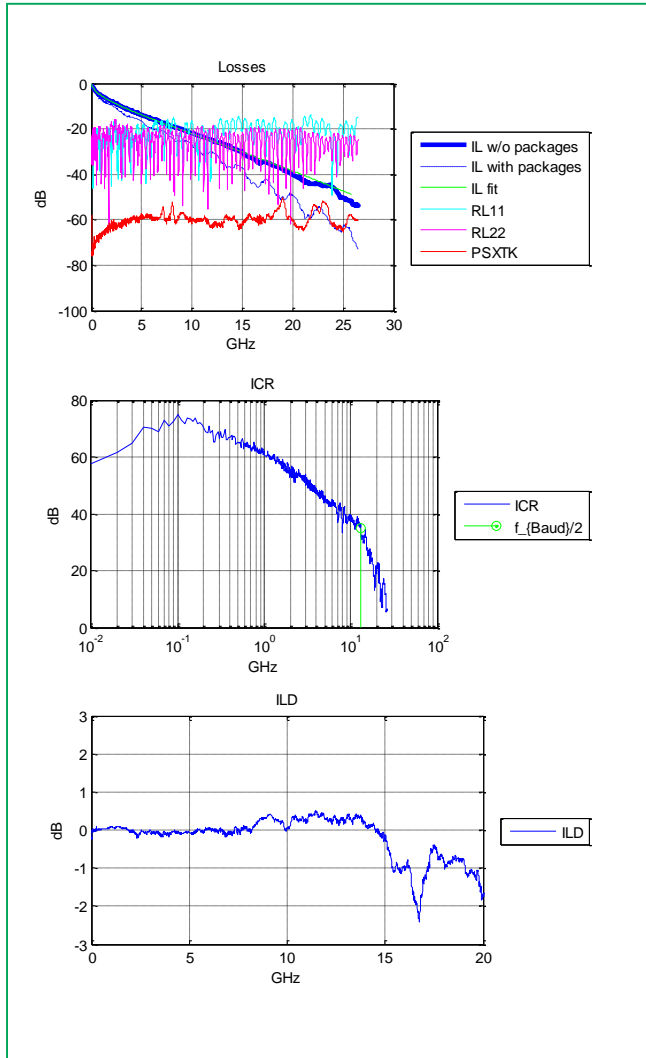 Losses
0
-20
-40
-60
-80
-100
dB
0 5 10 15 20 25 30
GHz
IL w/o packages
IL with packages
IL fit
RL11
RL22
PSXTK
ICR
80
60
40
20
0
dB
10^-2 10^-1 10^0 10^1 10^2
GHz
ICR
f_{Baud}/2
ILD
3
2
1
0
-1
-2
-3
dB
0 5 10 15 20
GHz
ILD